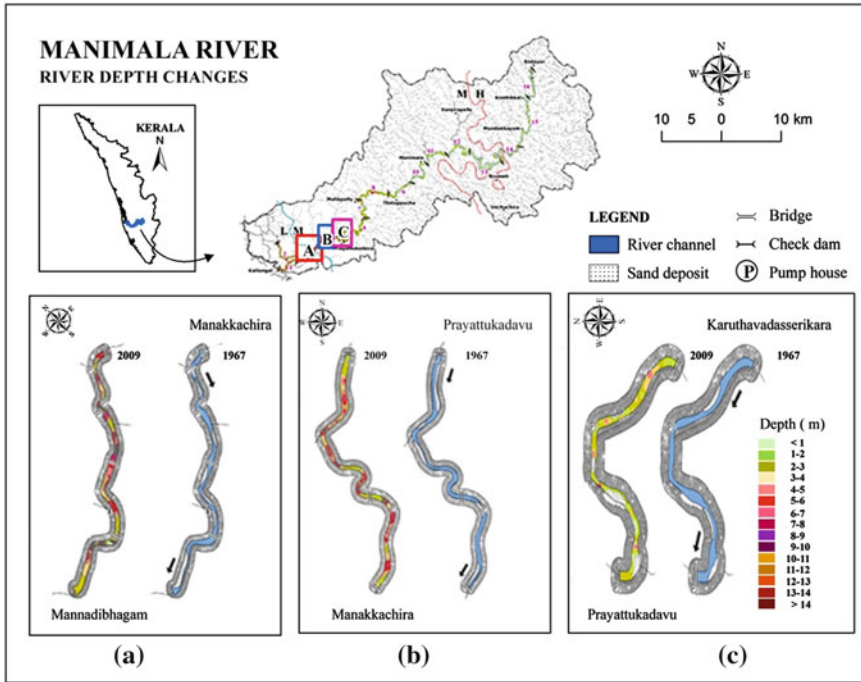 MANIMALA RIVER
RIVER DEPTH CHANGES
KERALA
N
M H
L M
A
B
C
N
W E
S
10 5 0 10 km
LEGEND
River channel
Sand deposit
Bridge
Check dam
P Pump house
Manakkachira
2009 1967
Mannadibhagam
(a)
N
W E
S
Prayattukadavu
2009 1967
Manakkachira
(b)
E
N S
W
Karuthavadasserikara
2009 1967
Depth ( m)
< 1
1-2
2-3
3-4
4-5
5-6
6-7
7-8
8-9
9-10
10-11
11-12
12-13
13-14
> 14
Prayattukadavu
(c)